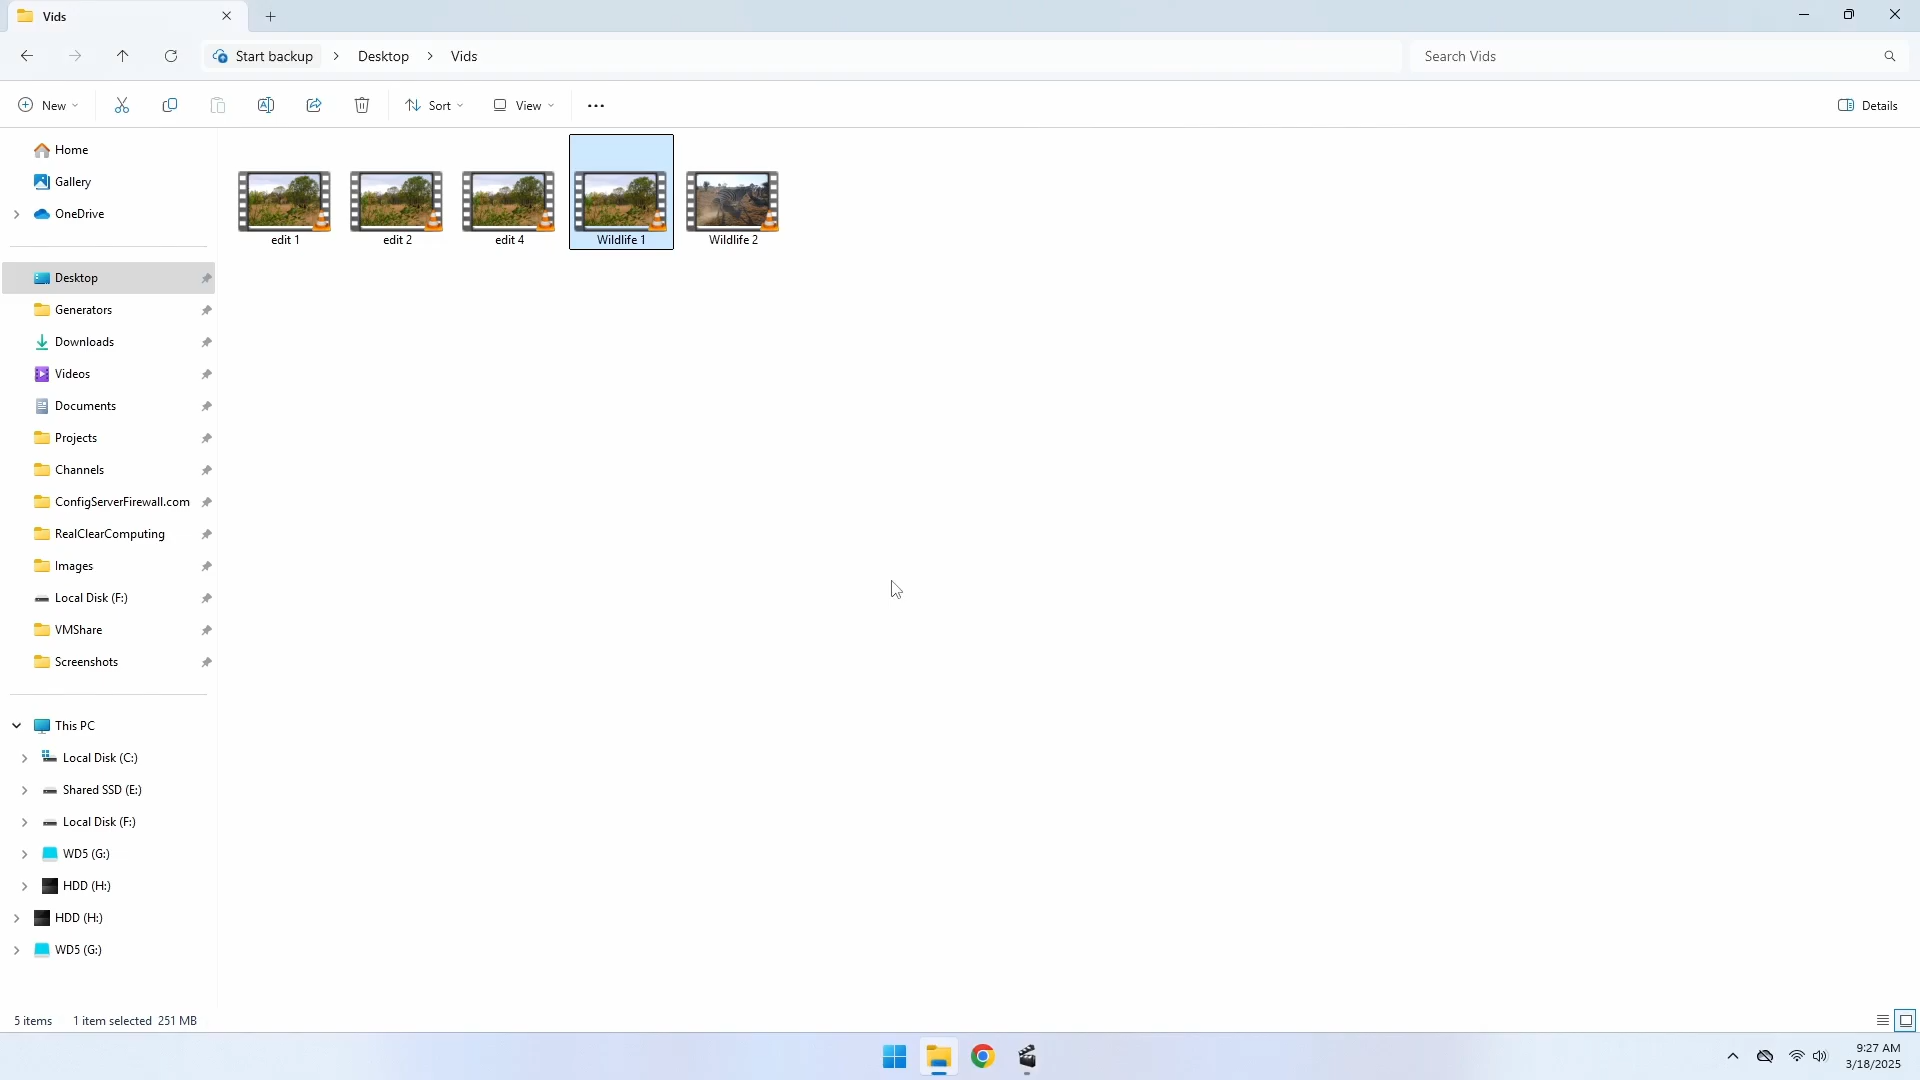 Vids
Start backup
Desktop
Vids
Search Vids
New
Sort
View
Details
Home
Gallery
OneDrive
Desktop
Generators
Downloads
Videos
Documents
Projects
Channels
ConfigServerFirewall.com
RealClearComputing
Images
Local Disk (F:)
VMShare
Screenshots
This PC
Local Disk (C:)
Shared SSD (E:)
Local Disk (F:)
WD5 (G:)
HDD (H:)
HDD (H:)
WD5 (G:)
edit 1
edit 2
edit 4
Wildlife 1
Wildlife 2
5 items
1 item selected 251 MB
9:27 AM
3/18/2025